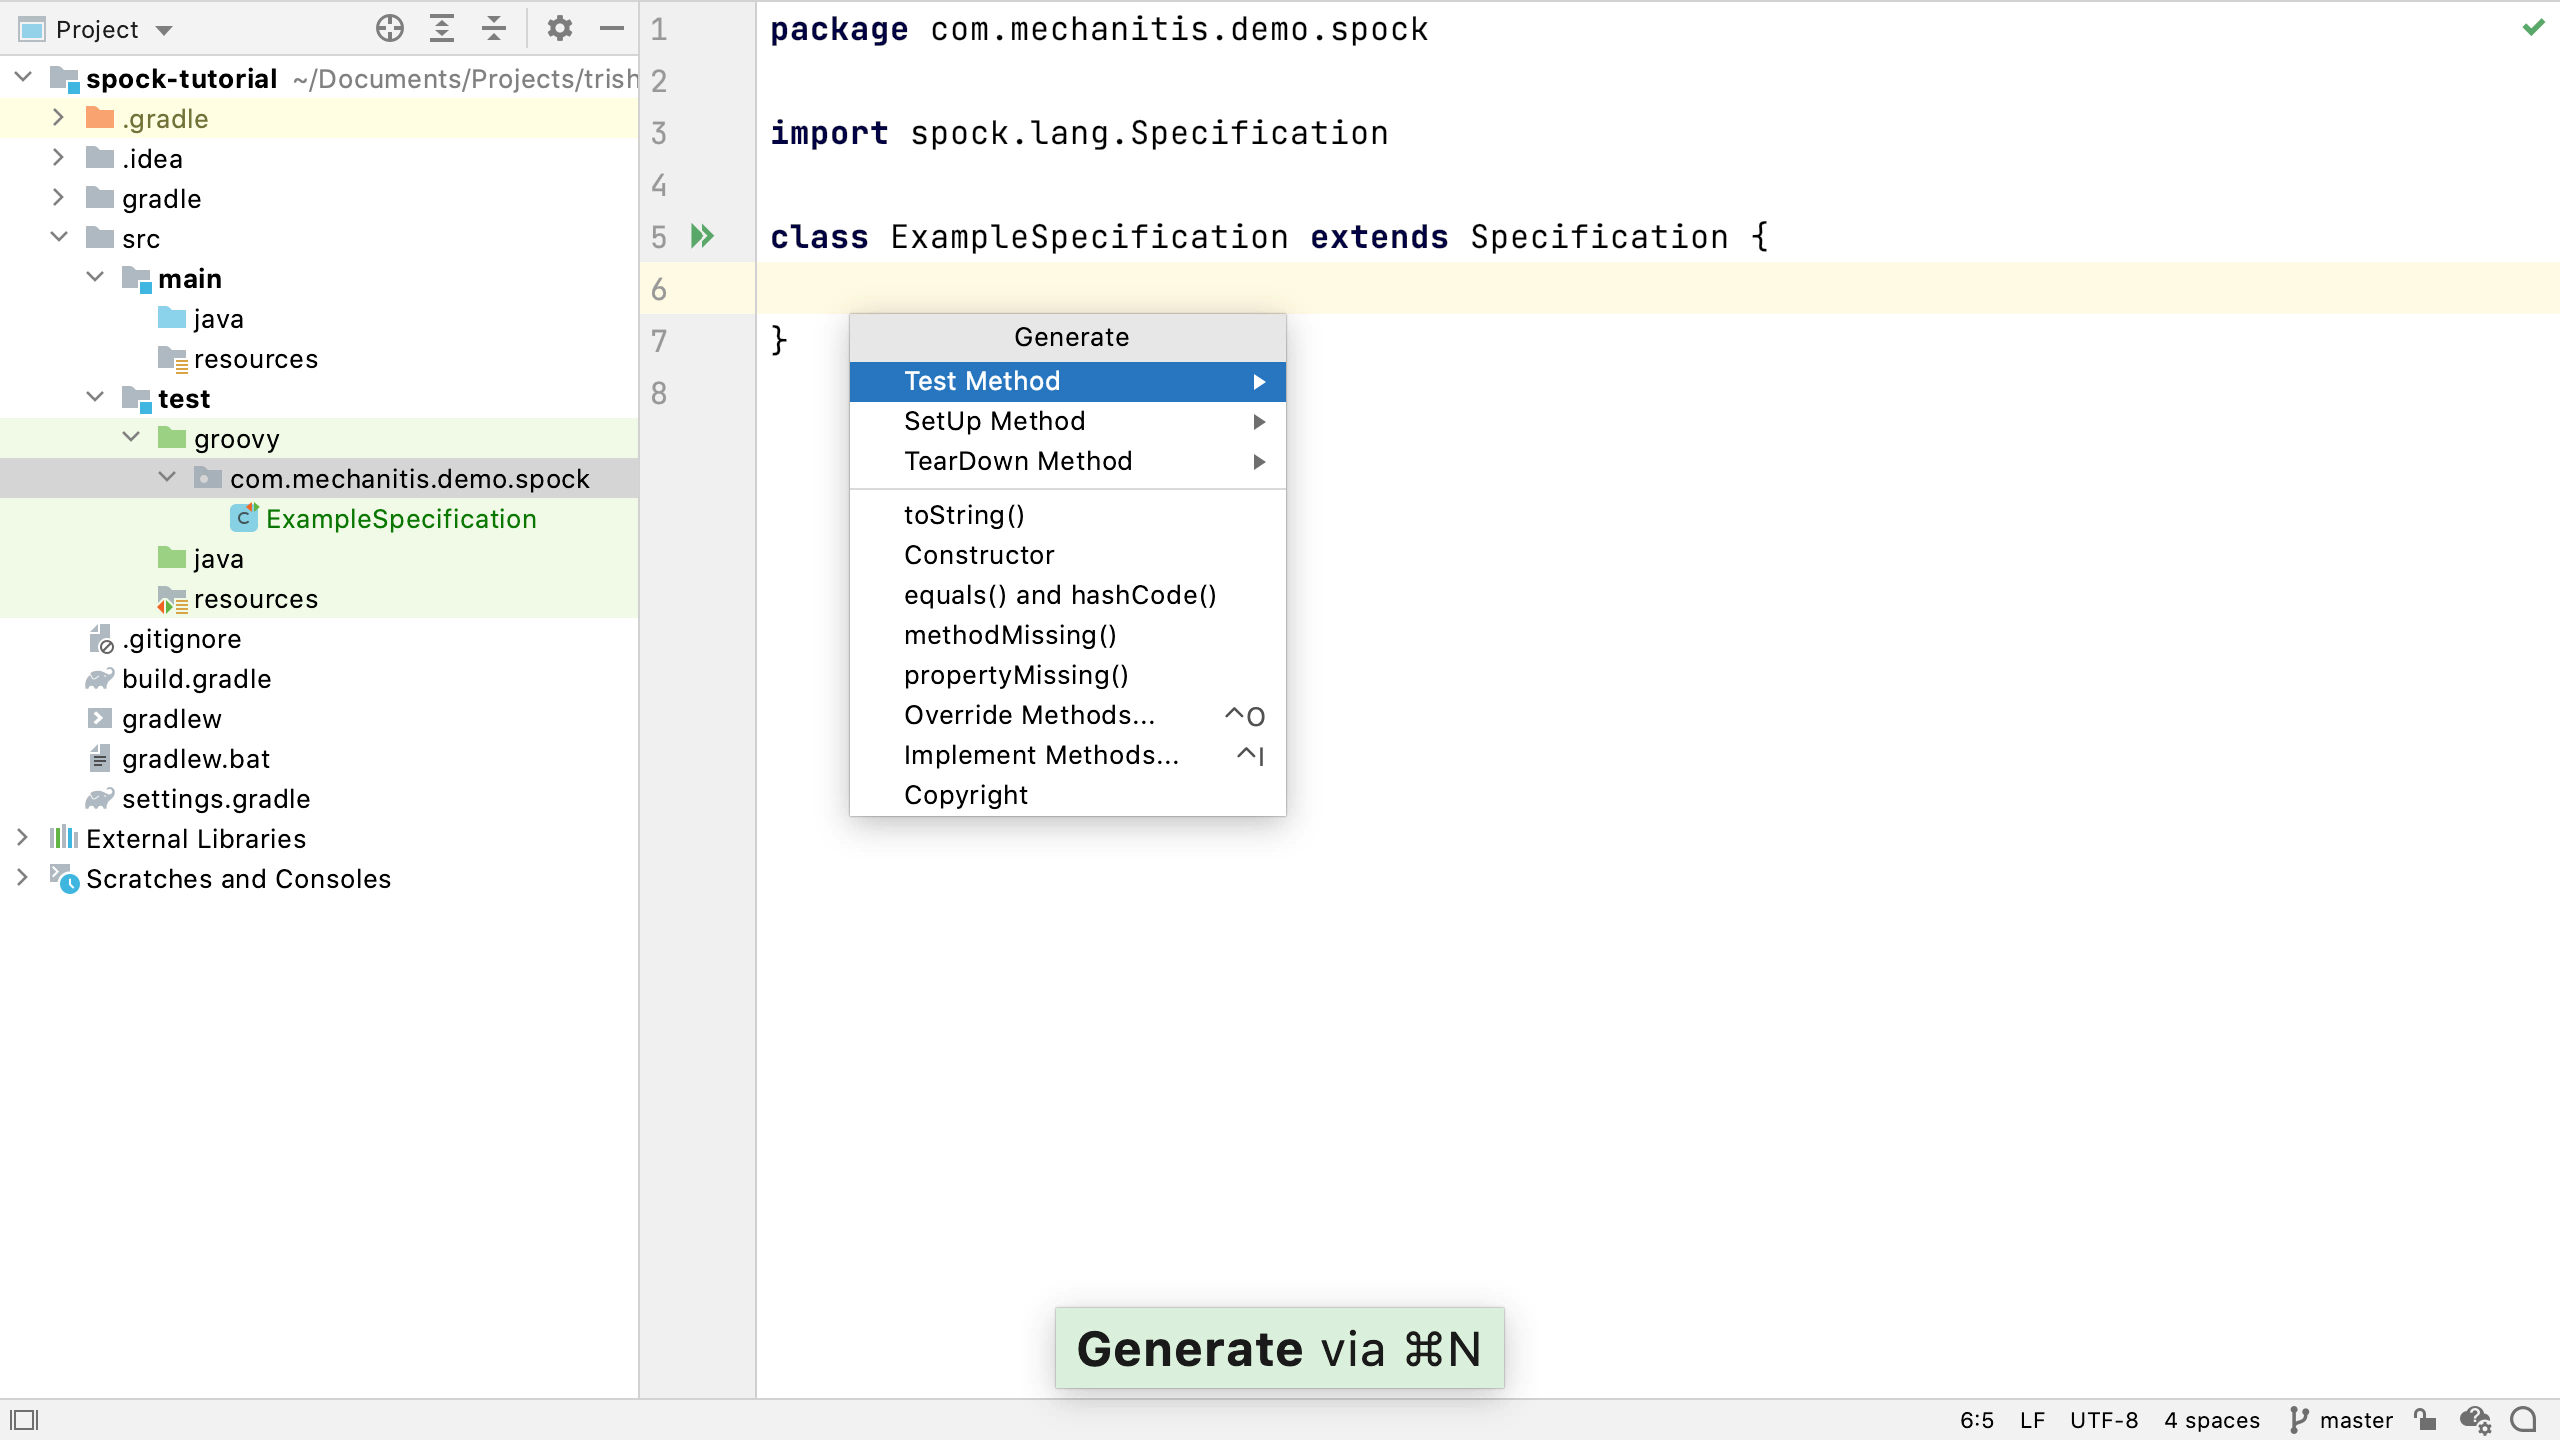 Project
spock-tutorial ~/Documents/Projects/trish
.gradle
.idea
gradle
src
main
java
resources
test
groovy
com.mechanitis.demo.spock
ExampleSpecification
java
resources
.gitignore
build.gradle
gradlew
gradlew.bat
settings.gradle
External Libraries
Scratches and Consoles
1 package com.mechanitis.demo.spock
2
3 import spock.lang.Specification
4
5 class ExampleSpecification extends Specification {
6
7 }
8
Generate
Test Method
SetUp Method
TearDown Method
toString()
Constructor
equals() and hashCode()
methodMissing()
propertyMissing()
Override Methods... ^O
Implement Methods... ^I
Copyright
Generate via ⌘N
6:5 LF UTF-8 4 spaces master